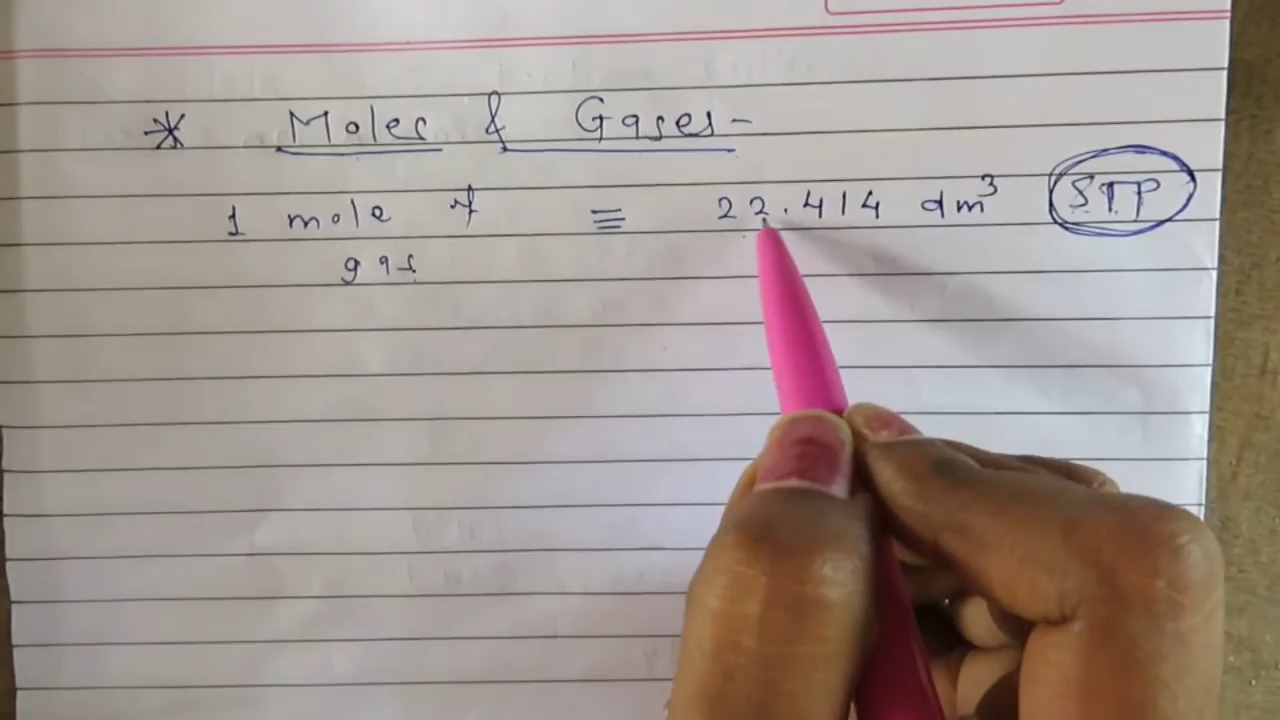 * Moles & Gases-
1 mole of ≡ 22.414 dm³ STP
gas